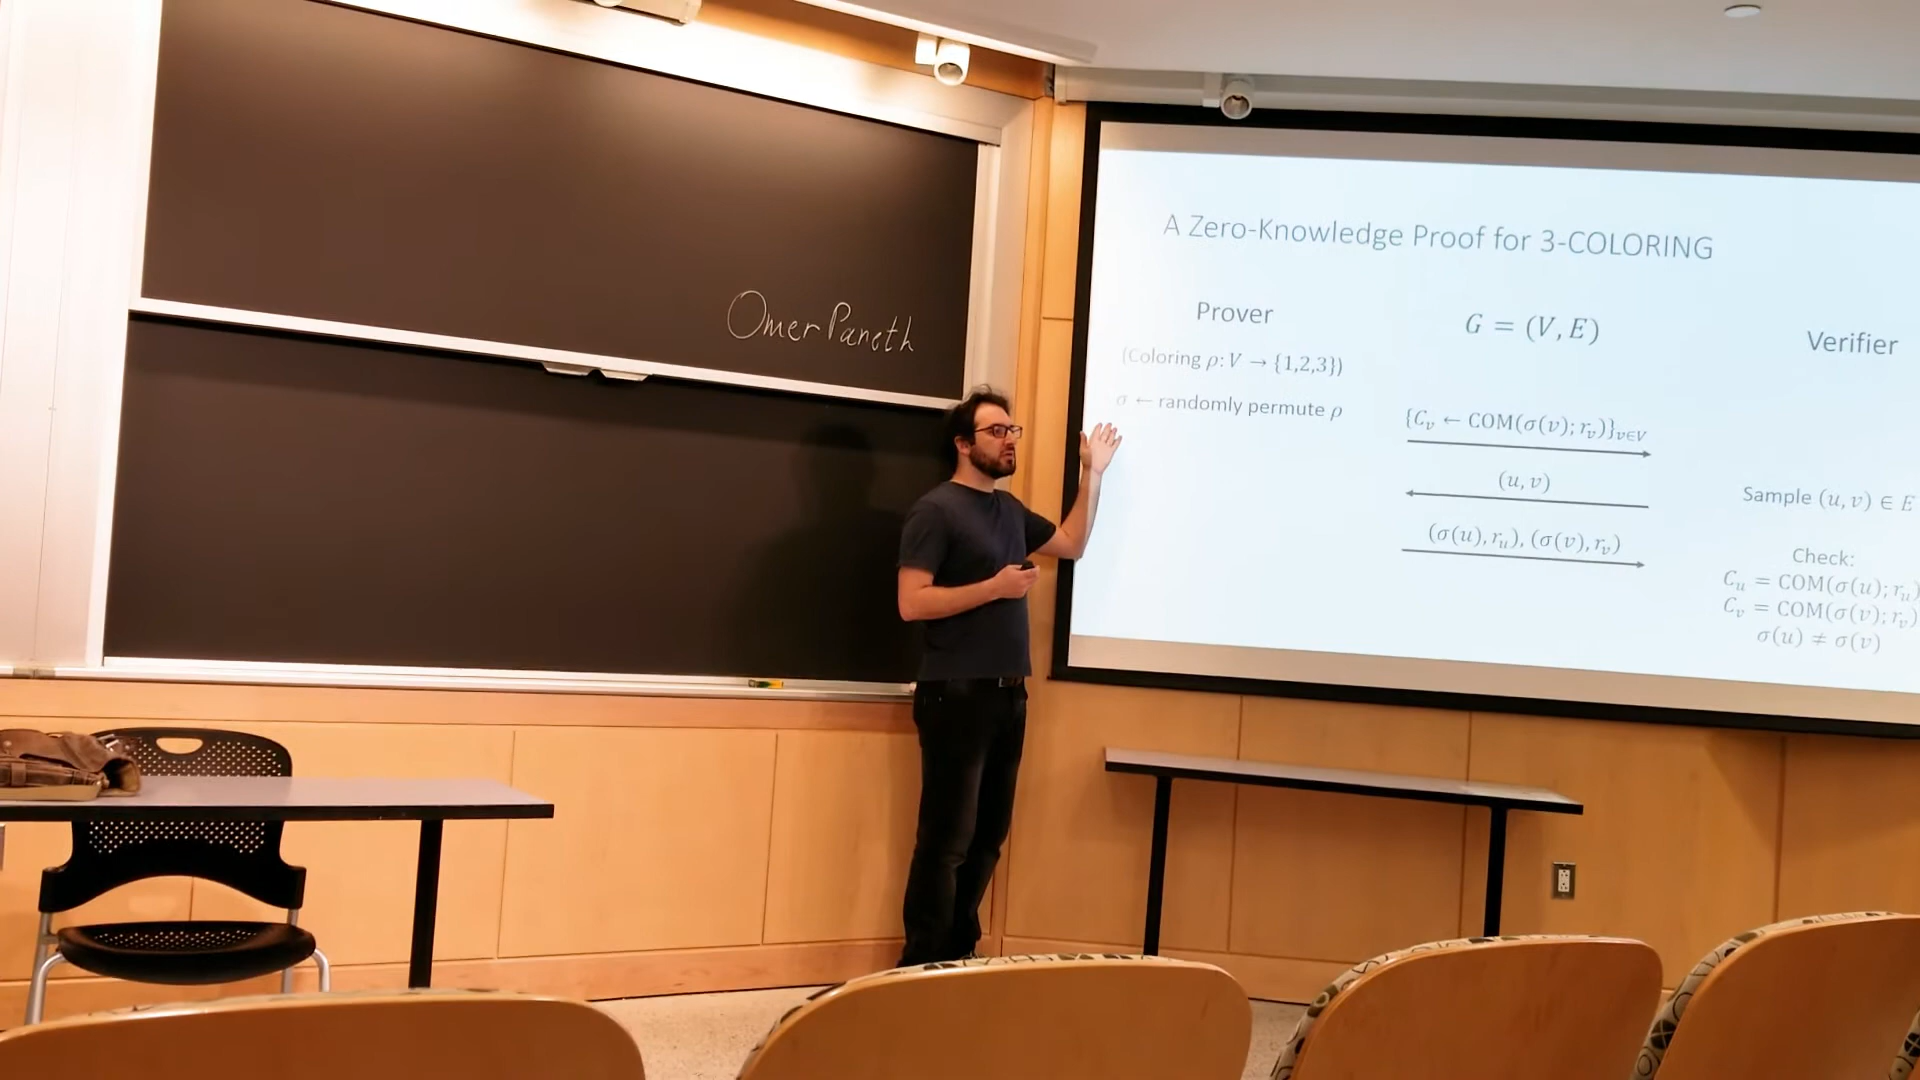 Omer Paneth
A Zero-Knowledge Proof for 3-COLORING
Prover
G = (V, E)
Verifier
(Coloring ρ: V → {1,2,3})
σ ← randomly permute ρ
{C_v ← COM(σ(v); r_v)}_{v∈V}
(u, v)
Sample (u, v) ∈ E
(σ(u), r_u), (σ(v), r_v)
Check:
C_u = COM(σ(u); r_u)
C_v = COM(σ(v); r_v)
σ(u) ≠ σ(v)